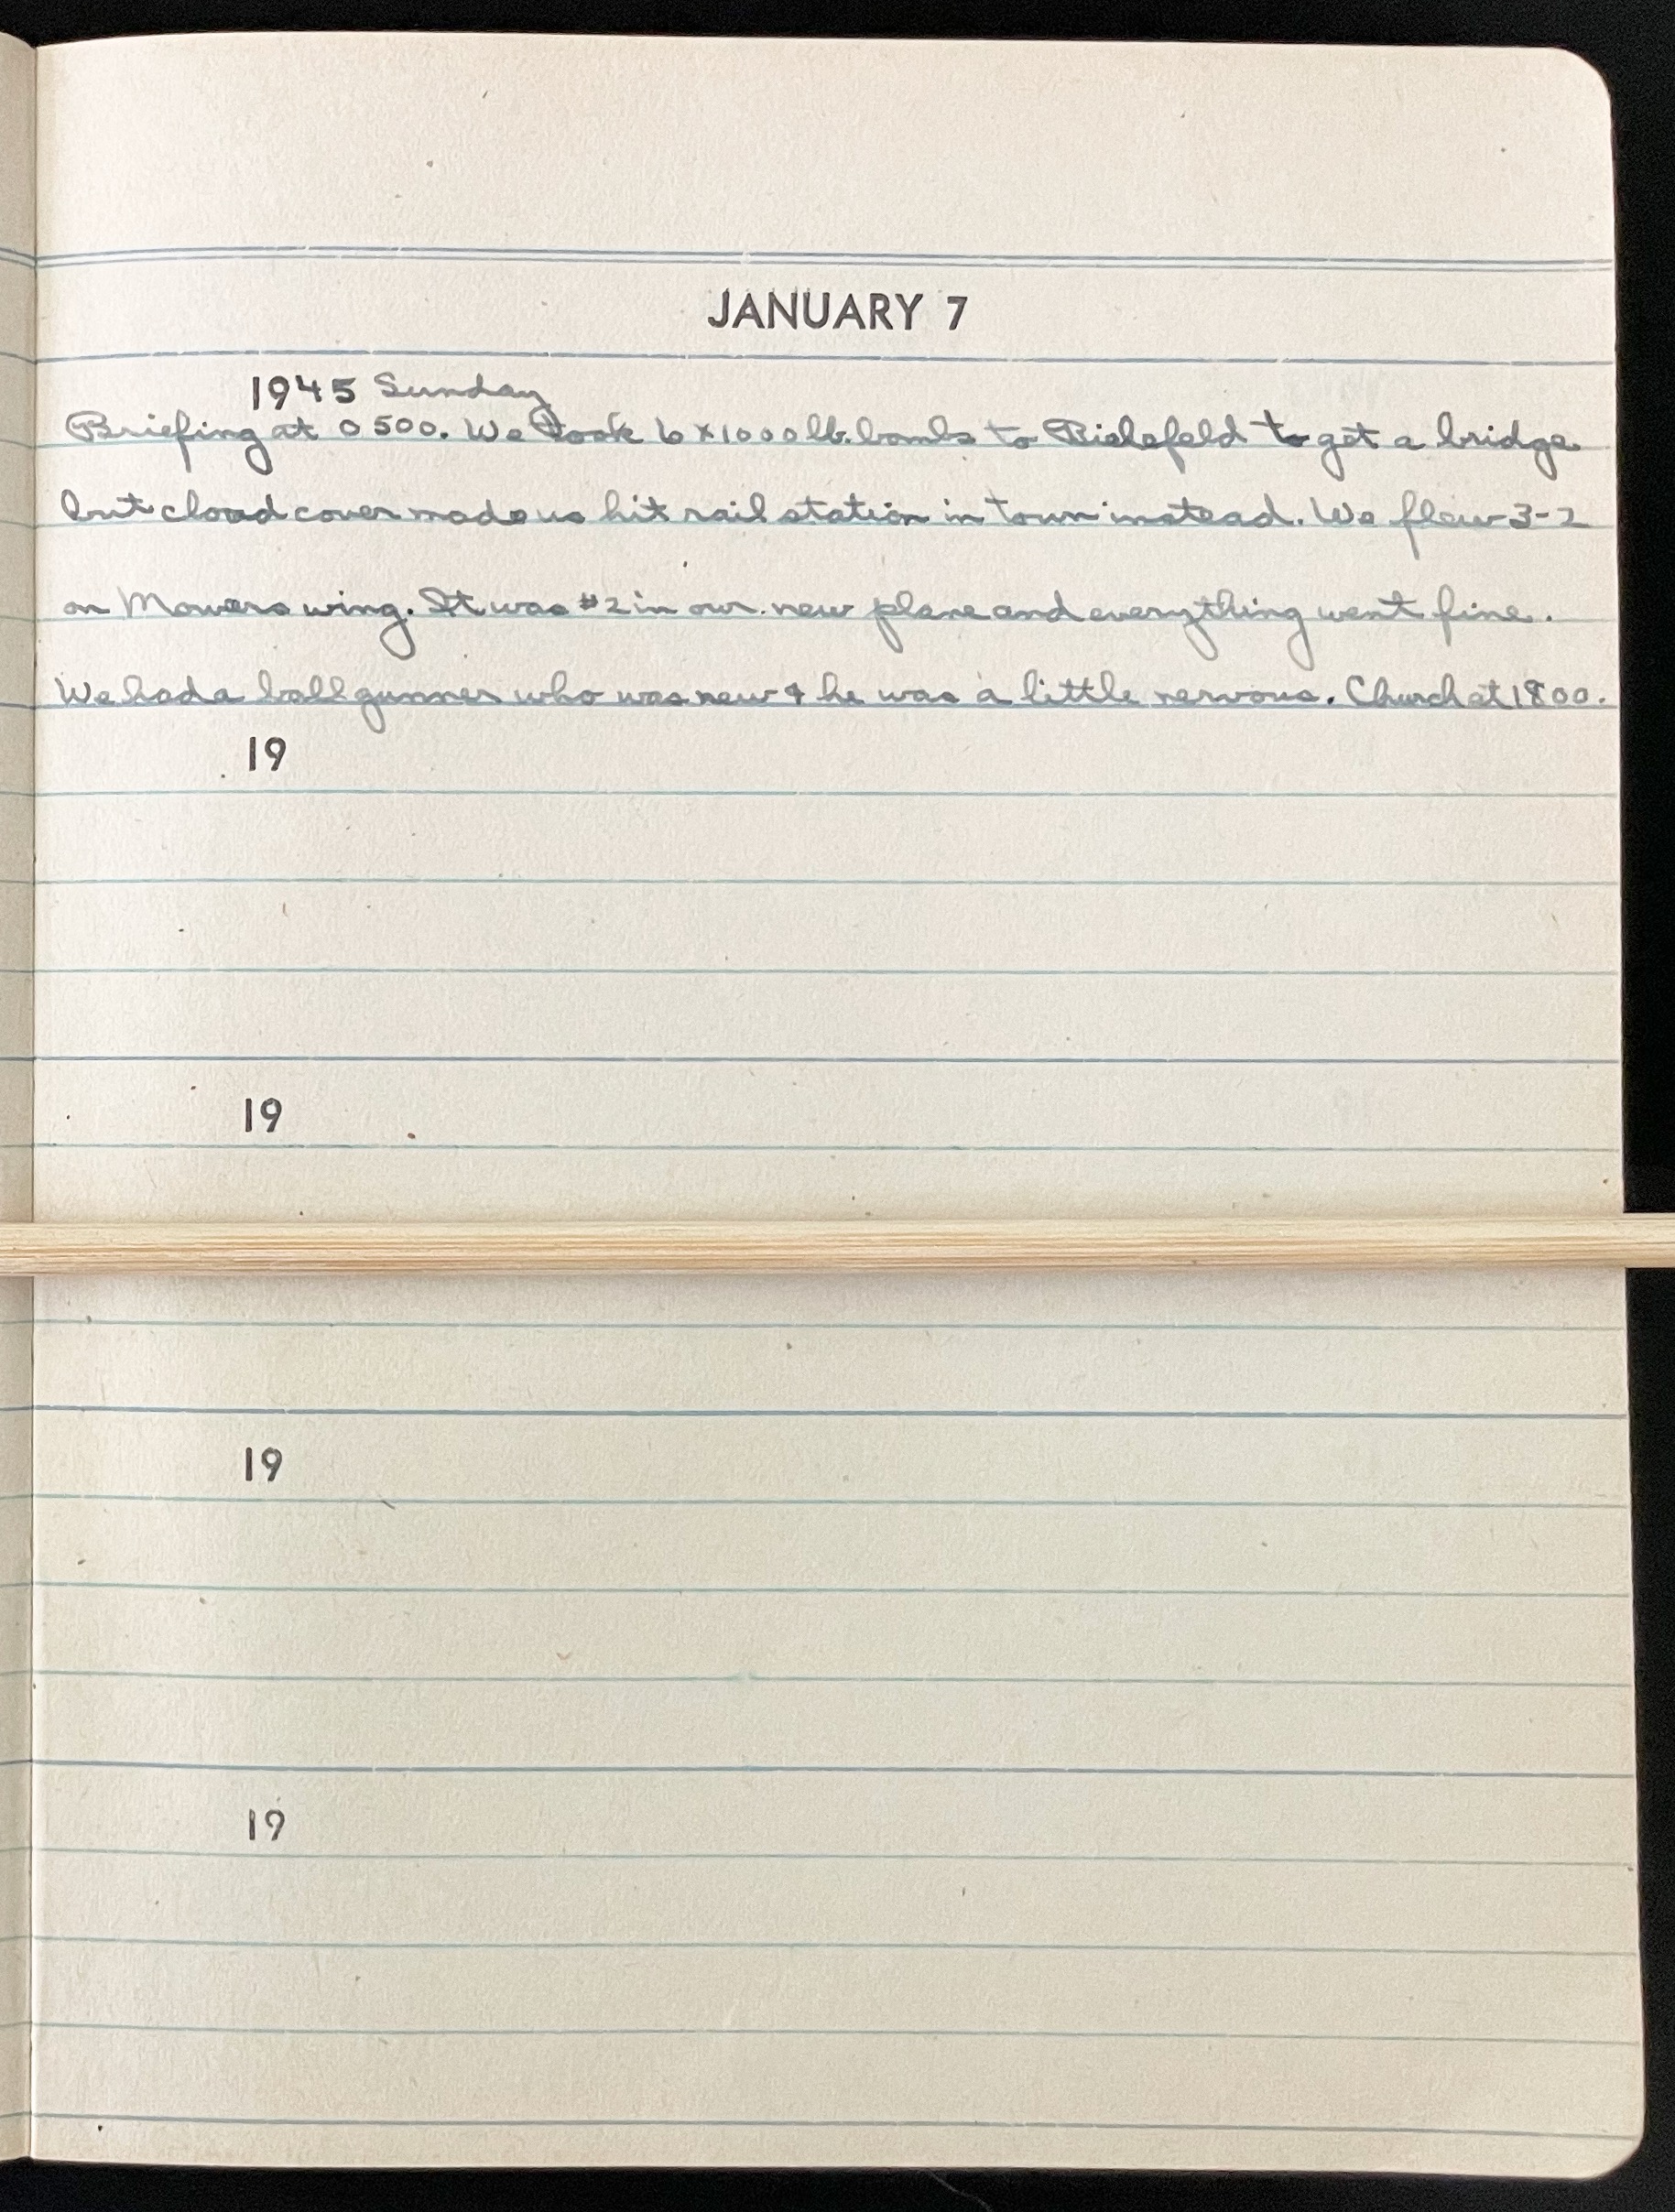 JANUARY 7
1945 Sunday
Briefing at 0500. We took 6x1000 lb. bombs to Bielefeld to get a bridge
but cloud cover made us hit rail station in town instead. We flew 3-2
on Mowers wing. It was #2 in our new plane and everything went fine.
We had a ball gunner who was new & he was a little nervous. Church at 1800.
19
19
19
19